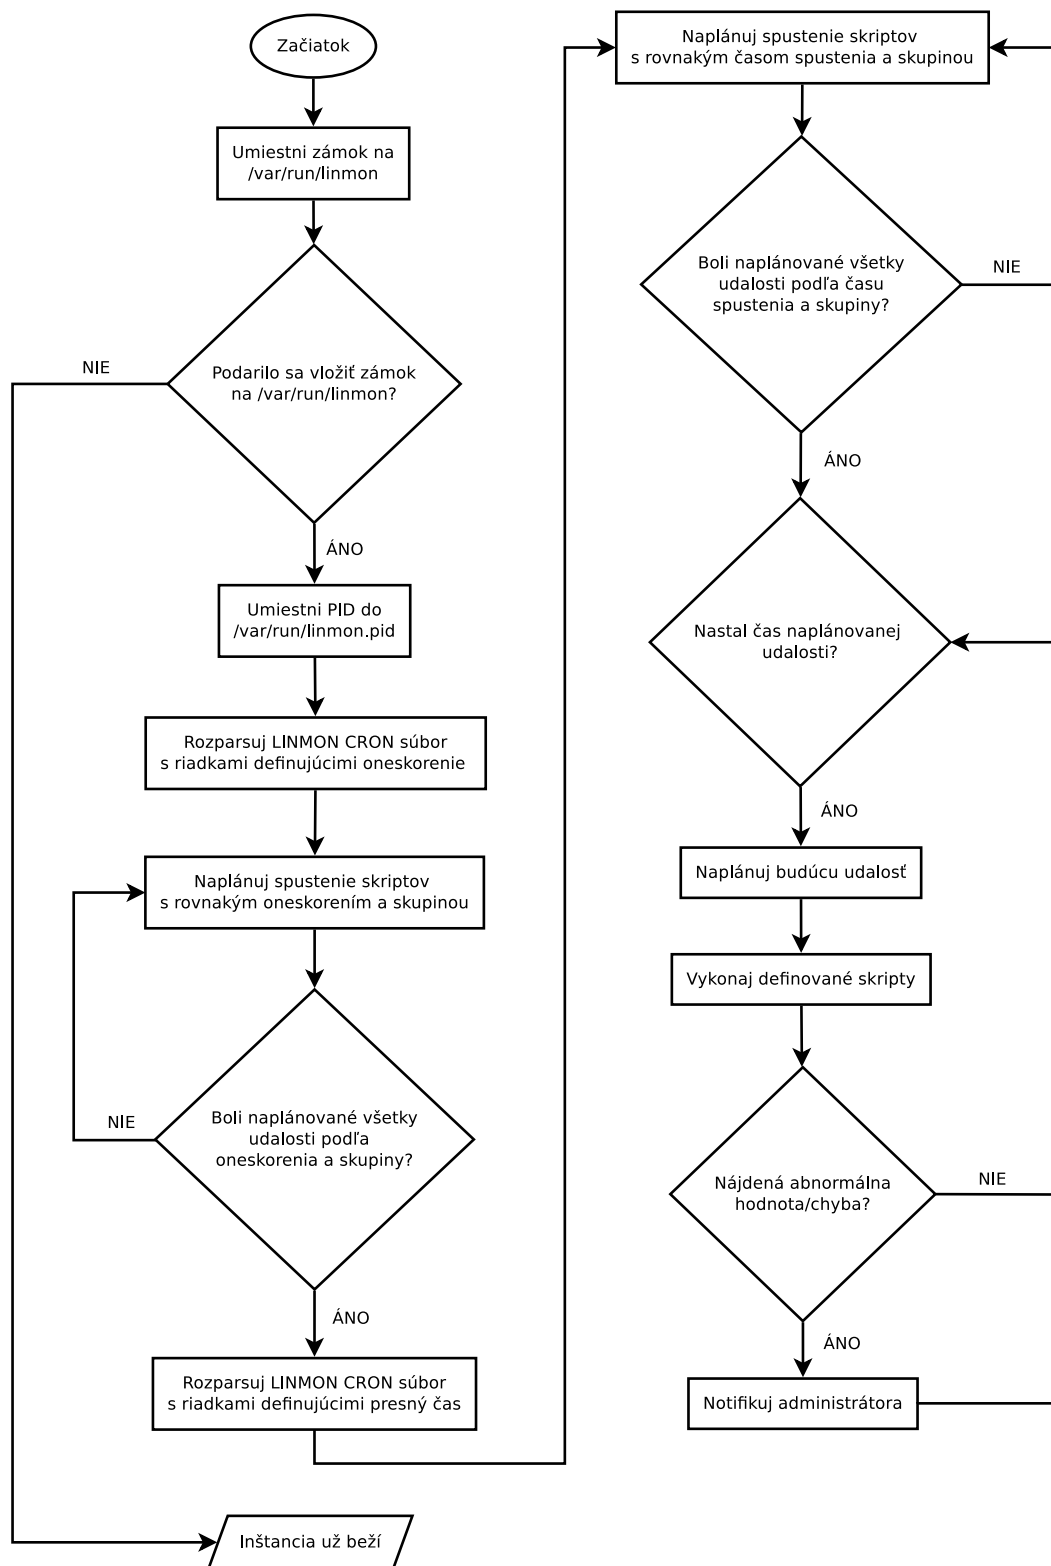 Začiatok
Umiestni zámok na
/var/run/linmon
NIE
Podarilo sa vložiť zámok
na /var/run/linmon?
ÁNO
Umiestni PID do
/var/run/linmon.pid
Rozparsuj LINMON CRON súbor
s riadkami definujúcimi oneskorenie
Naplánuj spustenie skriptov
s rovnakým oneskorením a skupinou
NIE
Boli naplánované všetky
udalosti podľa
oneskorenia a skupiny?
ÁNO
Rozparsuj LINMON CRON súbor
s riadkami definujúcimi presný čas
Inštancia už beží
Naplánuj spustenie skriptov
s rovnakým časom spustenia a skupinou
Boli naplánované všetky
udalosti podľa času
spustenia a skupiny?
NIE
ÁNO
Nastal čas naplánovanej
udalosti?
ÁNO
Naplánuj budúcu udalosť
Vykonaj definované skripty
Nájdená abnormálna
hodnota/chyba?
NIE
ÁNO
Notifikuj administrátora